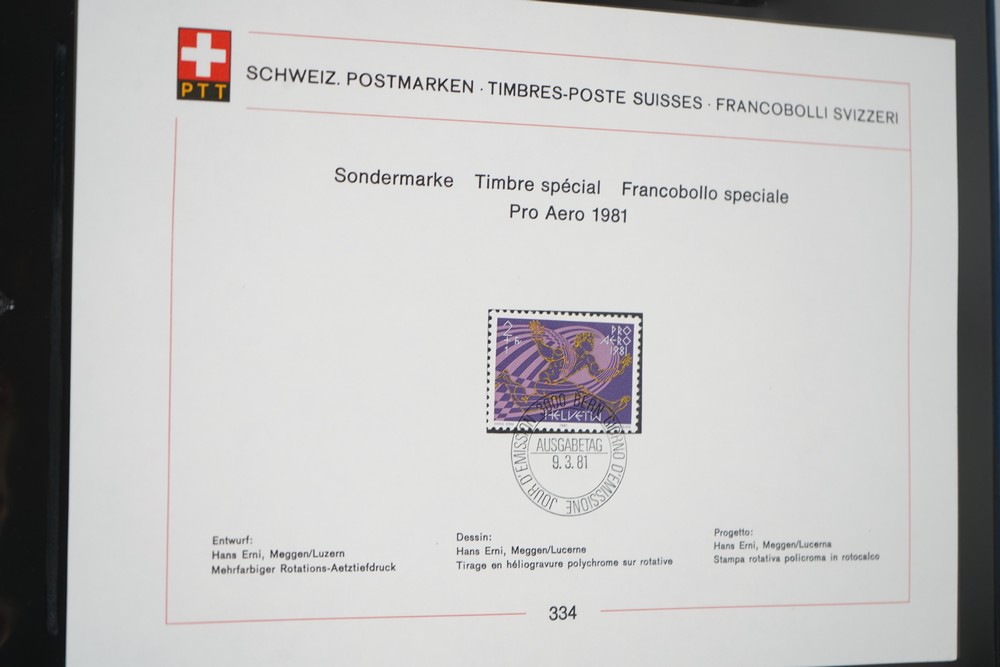 PTT
SCHWEIZ. POSTMARKEN · TIMBRES-POSTE SUISSES · FRANCOBOLLI SVIZZERI
Sondermarke Timbre spécial Francobollo speciale
Pro Aero 1981
2
PRO
AERO
1981
HELVETIA
3000 BERN GIORNO D'EMISSIONE JOUR D'EMISSION
AUSGABETAG
9.3.81
Entwurf:
Hans Erni, Meggen/Luzern
Mehrfarbiger Rotations-Aetztiefdruck
Dessin:
Hans Erni, Meggen/Lucerne
Tirage en héliogravure polychrome sur rotative
Progetto:
Hans Erni, Meggen/Lucerna
Stampa rotativa policroma in rotocalco
334